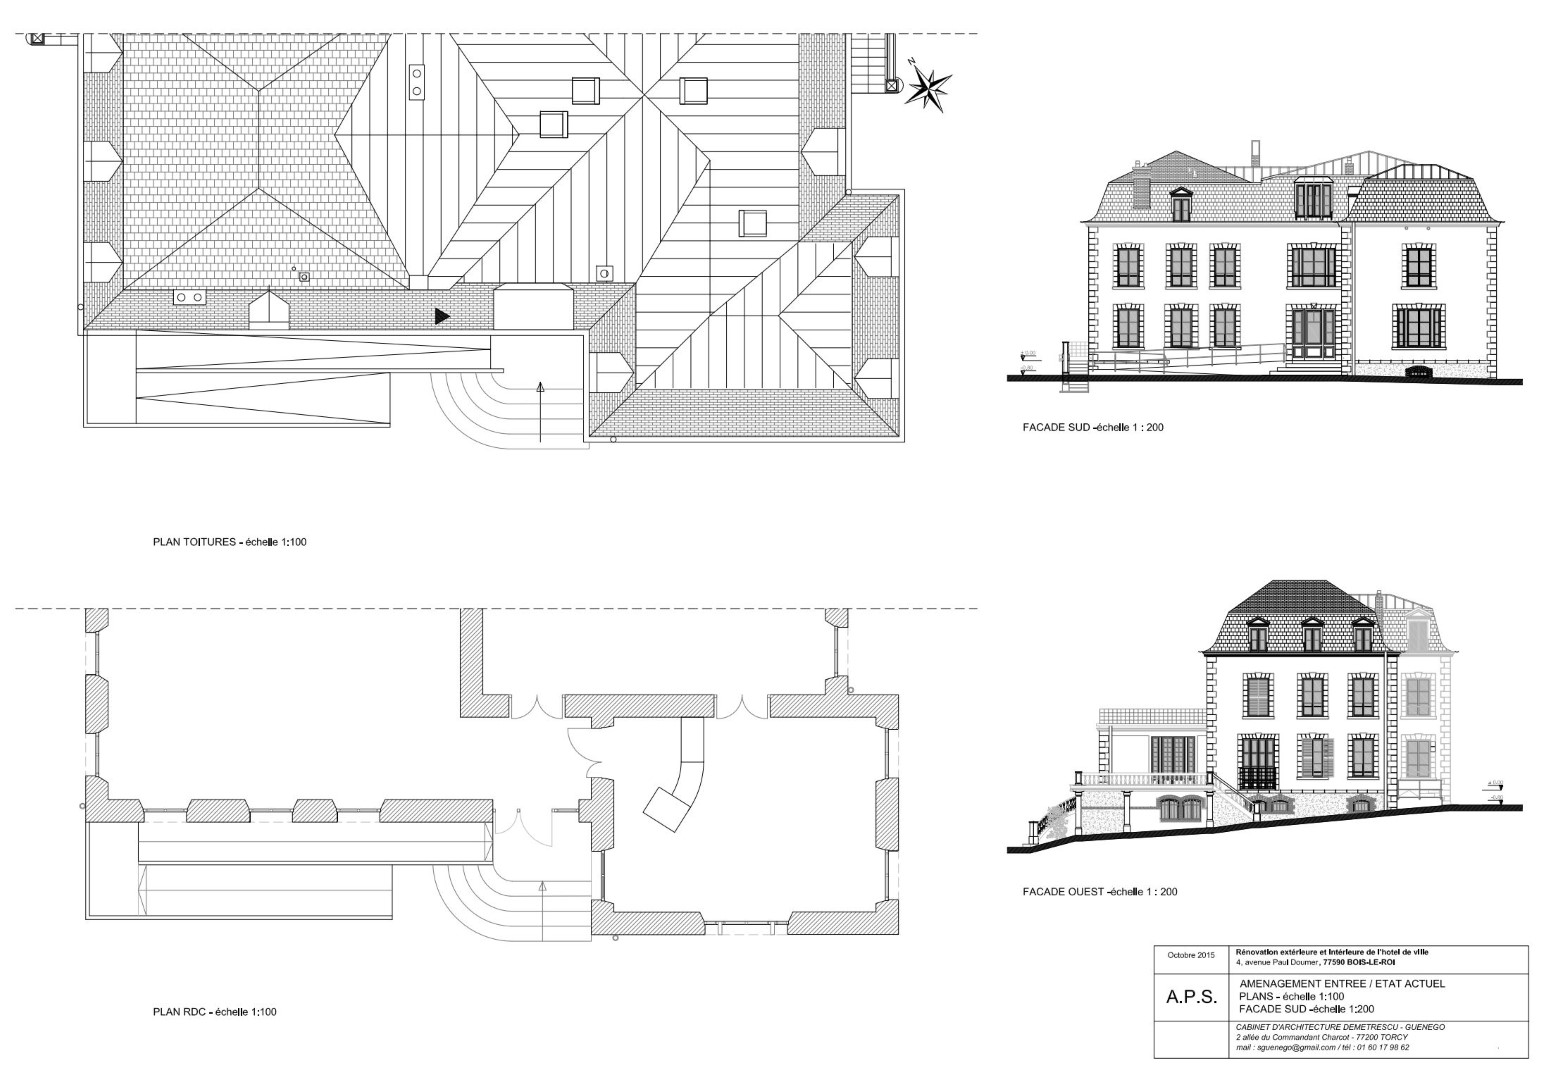 N
PLAN TOITURES - échelle 1:100
FACADE SUD -échelle 1 : 200
PLAN RDC - échelle 1:100
FACADE OUEST -échelle 1 : 200
Octobre 2015
Rénovation extérieure et Intérieure de l'hotel de ville
4, avenue Paul Doumer, 77590 BOIS-LE-ROI
A.P.S.
AMENAGEMENT ENTREE / ETAT ACTUEL
PLANS - échelle 1:100
FACADE SUD -échelle 1:200
CABINET D'ARCHITECTURE DEMETRESCU - GUENEGO
2 allée du Commandant Charcot - 77200 TORCY
mail : sguenego@gmail.com / tél : 01 60 17 98 62